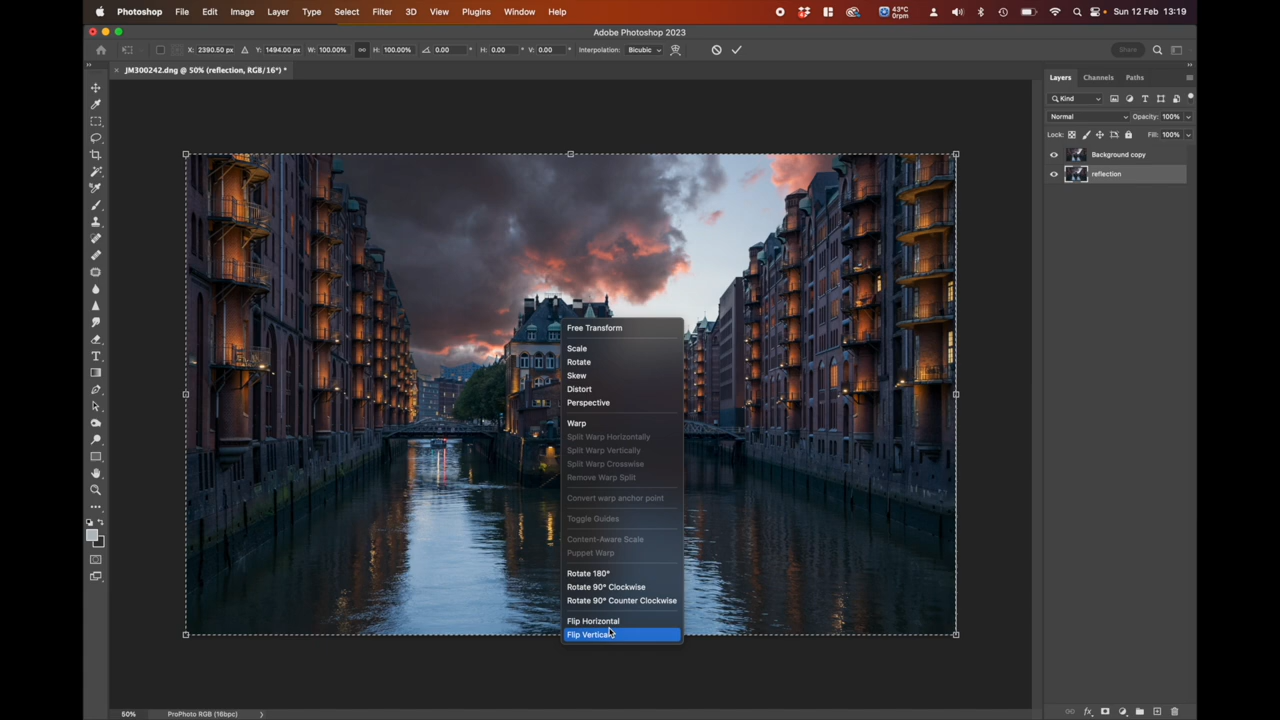 Photoshop File Edit Image Layer Type Select Filter 3D View Plugins Window Help 43°C 0rpm Sun 12 Feb 13:19
Adobe Photoshop 2023
X: 2390.50 px Y: 1494.00 px W: 100.00% H: 100.00% 0.00 ° H: 0.00 ° V: 0.00 ° Interpolation: Bicubic Share
JM300242.dng @ 50% (reflection, RGB/16*) *
Layers Channels Paths
Kind
Normal Opacity: 100%
Lock: Fill: 100%
Background copy
reflection
Free Transform
Scale
Rotate
Skew
Distort
Perspective
Warp
Split Warp Horizontally
Split Warp Vertically
Split Warp Crosswise
Remove Warp Split
Convert warp anchor point
Toggle Guides
Content-Aware Scale
Puppet Warp
Rotate 180°
Rotate 90° Clockwise
Rotate 90° Counter Clockwise
Flip Horizontal
Flip Vertical
50% ProPhoto RGB (16bpc)